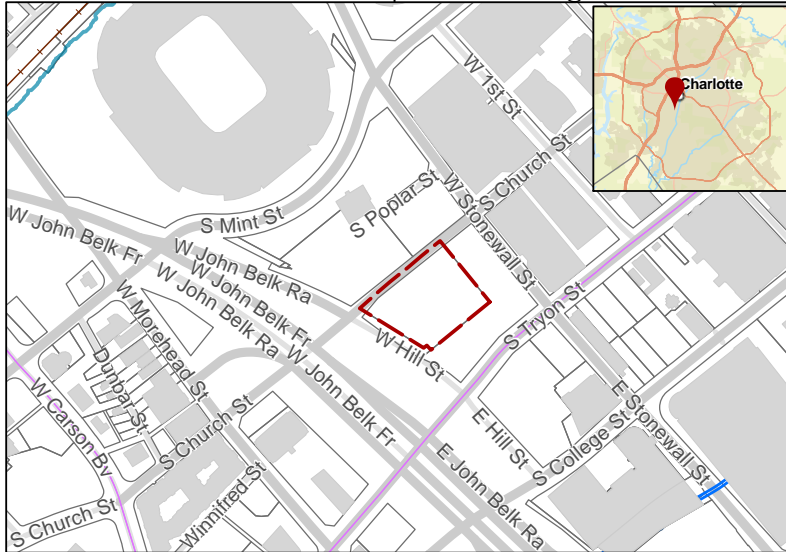 Charlotte
W 1st St
S Church St
S Poplar St
W Stonewall St
S Mint St
W John Belk Fr
W John Belk Ra
W John Belk Fr
W John Belk Ra
W Morehead St
S Tryon St
W Hill St
W John Belk Fr
Dunbar St
W Carson By
E Hill St
E Stonewall St
S College St
S Church St
E John Belk Ra
Winnifred St
S Church St